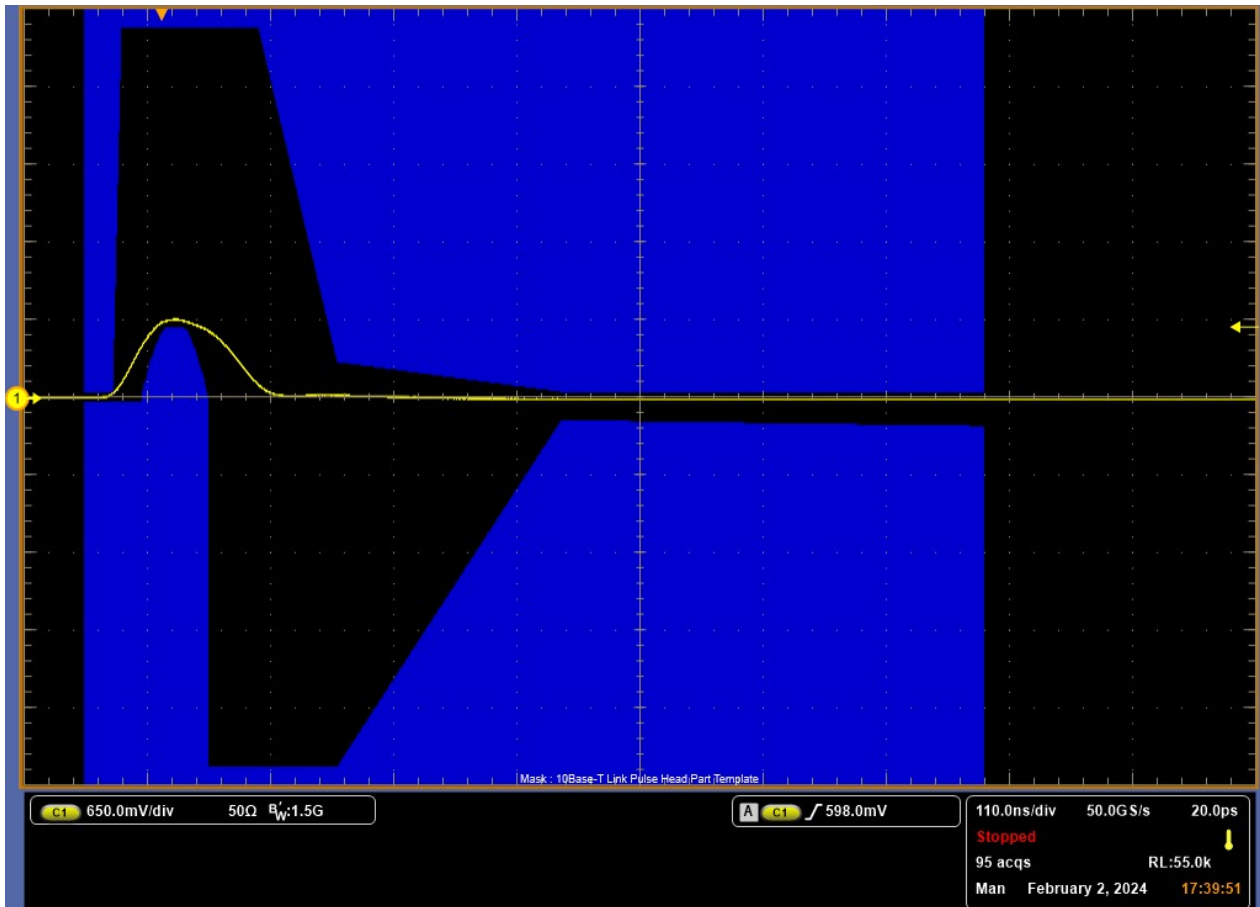 1
Mask : 10Base-T Link Pulse Head Part Template
C1 650.0mV/div 50Ω BW:1.5G
A C1 598.0mV
110.0ns/div 50.0GS/s 20.0ps
Stopped
95 acqs RL:55.0k
Man February 2, 2024 17:39:51